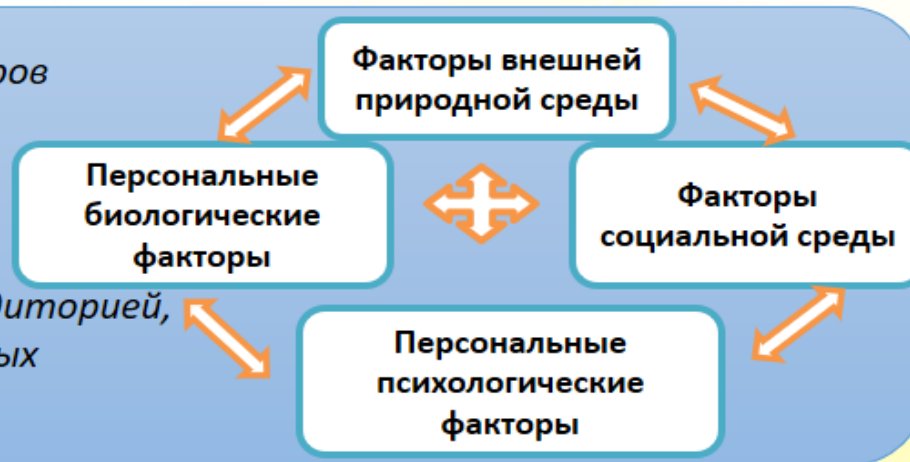 Факторы внешней
природной среды
Персональные
биологические
факторы
Факторы
социальной среды
Персональные
психологические
факторы